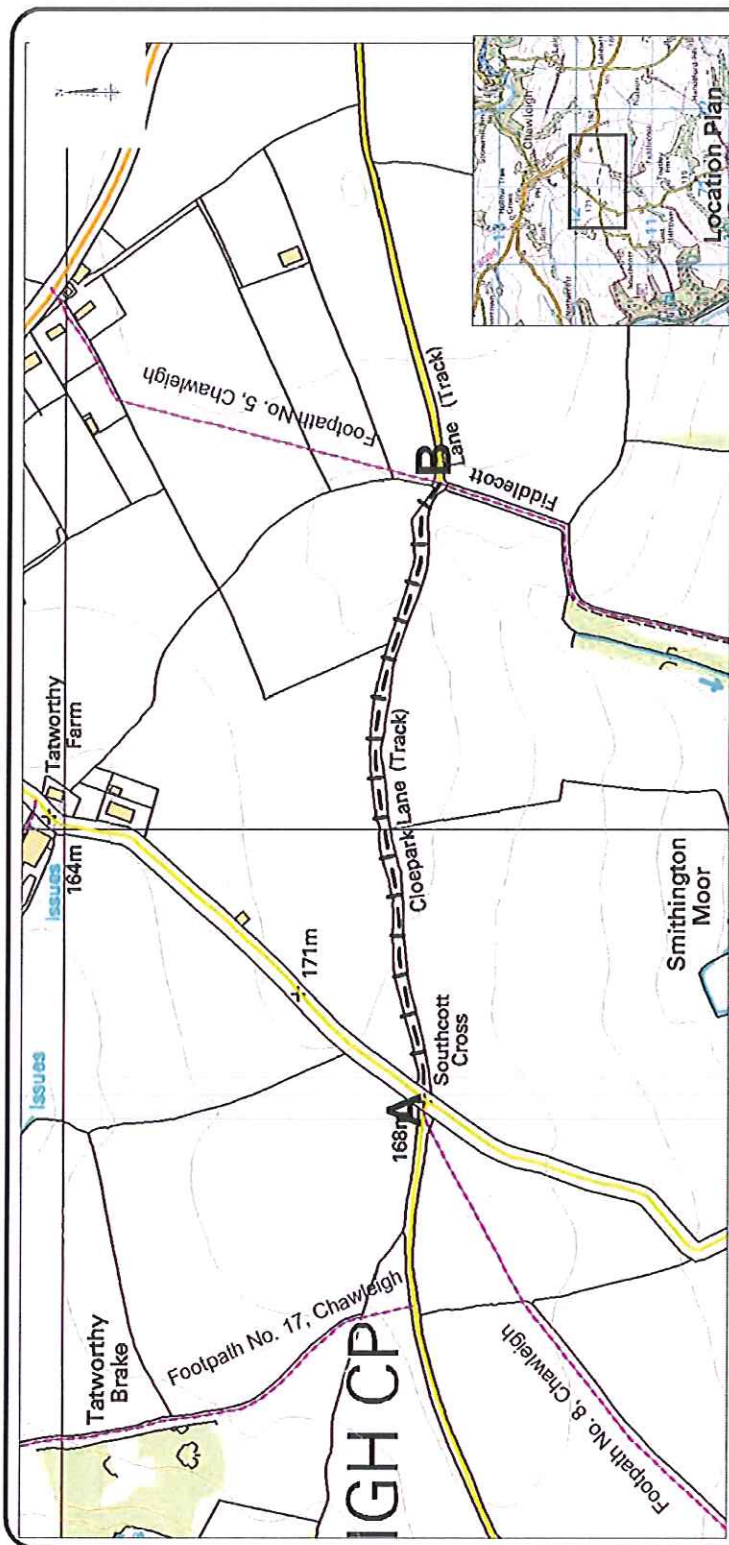 N
Tatworthy
Brake
Issues
Issues
164m
Tatworthy
Farm
171m
Footpath No. 17, Chawleigh
IGH CP
168m
A
Southcott
Cross
Cloepark Lane (Track)
B
Lane (Track)
Fiddlecott
Footpath No. 5, Chawleigh
Footpath No. 8, Chawleigh
Smithington
Moor
Chawleigh
Location Plan